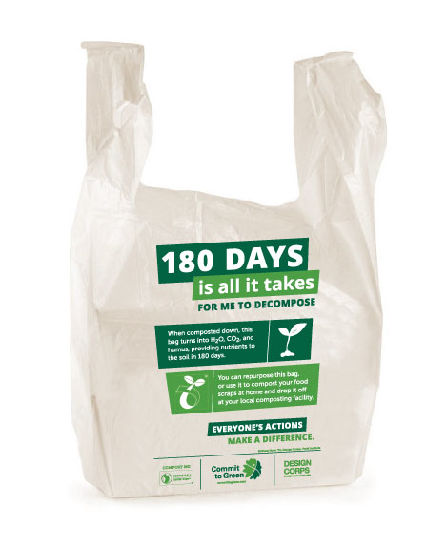 180 DAYS
is all it takes
FOR ME TO DECOMPOSE
When composted down, this
bag turns into H₂O, CO₂, and
humus, providing nutrients to
the soil in 180 days.
You can repurpose this bag,
or use it to compost your food
scraps at home and drop it off
at your local composting facility.
EVERYONE'S ACTIONS
MAKE A DIFFERENCE.
COMPOST ME
Commit
to Green
DESIGN
CORPS